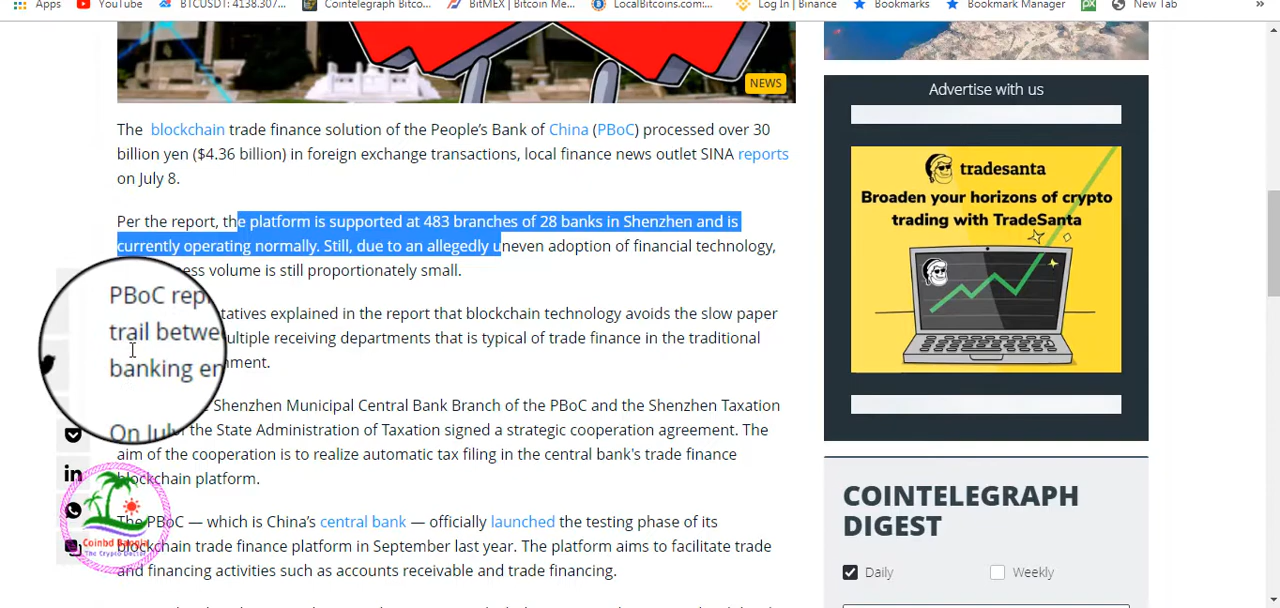 Apps
YouTube
BTCUSDT: 4138.307...
Cointelegraph Bitco...
BitMEX | Bitcoin Me...
LocalBitcoins.com:...
Log In | Binance
Bookmarks
Bookmark Manager
New Tab
»
NEWS
The blockchain trade finance solution of the People's Bank of China (PBoC) processed over 30
billion yen ($4.36 billion) in foreign exchange transactions, local finance news outlet SINA reports
on July 8.
Per the report, the platform is supported at 483 branches of 28 banks in Shenzhen and is
currently operating normally. Still, due to an allegedly uneven adoption of financial technology,
ess volume is still proportionately small.
PBoC rep
tatives explained in the report that blockchain technology avoids the slow paper
trail betwe
ultiple receiving departments that is typical of trade finance in the traditional
banking en
nment.
On July
Shenzhen Municipal Central Bank Branch of the PBoC and the Shenzhen Taxation
the State Administration of Taxation signed a strategic cooperation agreement. The
aim of the cooperation is to realize automatic tax filing in the central bank's trade finance
blockchain platform.
The PBoC — which is China's central bank — officially launched the testing phase of its
blockchain trade finance platform in September last year. The platform aims to facilitate trade
and financing activities such as accounts receivable and trade financing.
Coinbd Bangla
The Crypto Doctor
Advertise with us
tradesanta
Broaden your horizons of crypto
trading with TradeSanta
COINTELEGRAPH
DIGEST
Daily
Weekly